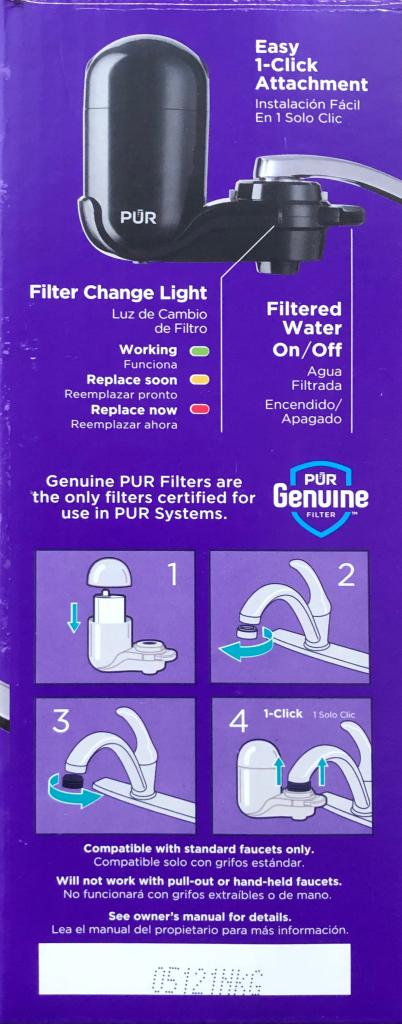 Easy
1-Click
Attachment
Instalación Fácil
En 1 Solo Clic
PŪR
Filter Change Light
Luz de Cambio
de Filtro
Working
Funciona
Replace soon
Reemplazar pronto
Replace now
Reemplazar ahora
Filtered
Water
On/Off
Agua
Filtrada
Encendido/
Apagado
Genuine PUR Filters are
the only filters certified for
use in PUR Systems.
PŪR
Genuine
FILTER
™
1
2
3
4 1-Click 1 Solo Clic
Compatible with standard faucets only.
Compatible solo con grifos estándar.
Will not work with pull-out or hand-held faucets.
No funcionará con grifos extraíbles o de mano.
See owner's manual for details.
Lea el manual del propietario para más información.
05121NKG